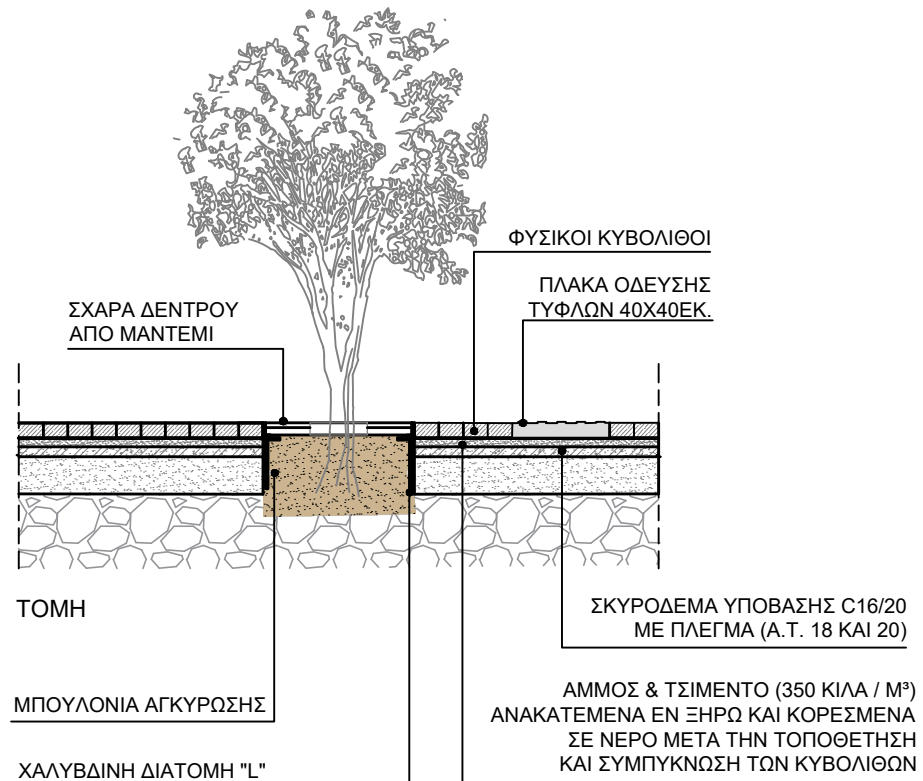 ΦΥΣΙΚΟΙ ΚΥΒΟΛΙΘΟΙ
ΠΛΑΚΑ ΟΔΕΥΣΗΣ
ΤΥΦΛΩΝ 40Χ40ΕΚ.
ΣΧΑΡΑ ΔΕΝΤΡΟΥ
ΑΠΟ ΜΑΝΤΕΜΙ
ΤΟΜΗ
ΣΚΥΡΟΔΕΜΑ ΥΠΟΒΑΣΗΣ C16/20
ΜΕ ΠΛΕΓΜΑ (Α.Τ. 18 ΚΑΙ 20)
ΜΠΟΥΛΟΝΙΑ ΑΓΚΥΡΩΣΗΣ
ΑΜΜΟΣ & ΤΣΙΜΕΝΤΟ (350 ΚΙΛΑ / Μ³)
ΑΝΑΚΑΤΕΜΕΝΑ ΕΝ ΞΗΡΩ ΚΑΙ ΚΟΡΕΣΜΕΝΑ
ΣΕ ΝΕΡΟ ΜΕΤΑ ΤΗΝ ΤΟΠΟΘΕΤΗΣΗ
ΚΑΙ ΣΥΜΠΥΚΝΩΣΗ ΤΩΝ ΚΥΒΟΛΙΘΩΝ
ΧΑΛΥΒΔΙΝΗ ΔΙΑΤΟΜΗ "L"